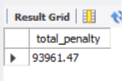 Result Grid
total_penalty
93961.47